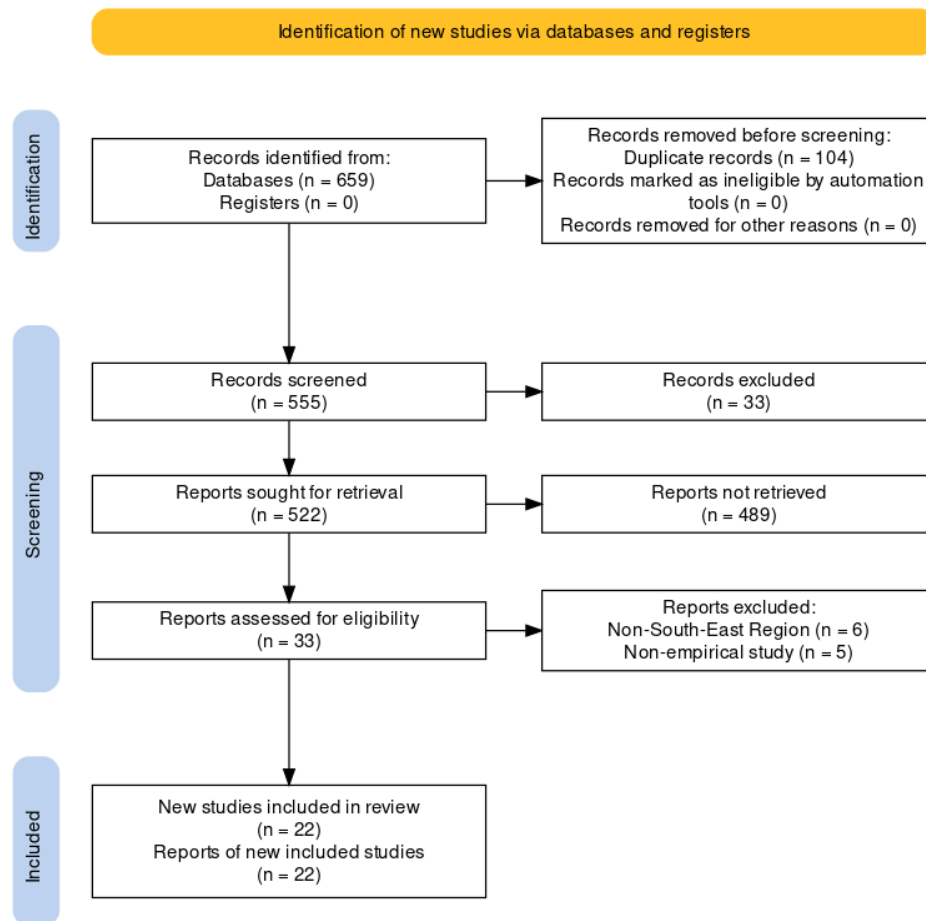 Identification of new studies via databases and registers
Identification
Records identified from:
Databases (n = 659)
Registers (n = 0)
Records removed before screening:
Duplicate records (n = 104)
Records marked as ineligible by automation
tools (n = 0)
Records removed for other reasons (n = 0)
Screening
Records screened
(n = 555)
Records excluded
(n = 33)
Reports sought for retrieval
(n = 522)
Reports not retrieved
(n = 489)
Reports assessed for eligibility
(n = 33)
Reports excluded:
Non-South-East Region (n = 6)
Non-empirical study (n = 5)
Included
New studies included in review
(n = 22)
Reports of new included studies
(n = 22)